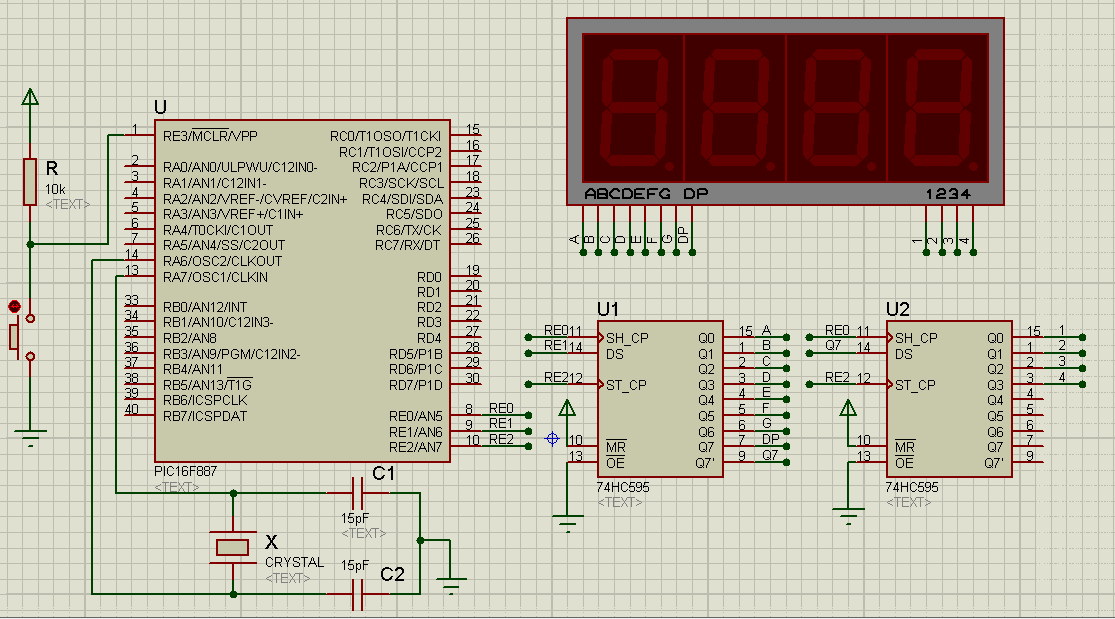 U
1 RE3/MCLR/VPP RC0/T1OSO/T1CKI 15
RC1/T1OSI/CCP2 16
2 RA0/AN0/ULPWU/C12IN0- RC2/P1A/CCP1 17
3 RA1/AN1/C12IN1- RC3/SCK/SCL 18
4 RA2/AN2/VREF-/CVREF/C2IN+ RC4/SDI/SDA 23
5 RA3/AN3/VREF+/C1IN+ RC5/SDO 24
6 RA4/T0CKI/C1OUT RC6/TX/CK 25
7 RA5/AN4/SS/C2OUT RC7/RX/DT 26
14 RA6/OSC2/CLKOUT
13 RA7/OSC1/CLKIN RD0 19
RD1 20
33 RB0/AN12/INT RD2 21
34 RB1/AN10/C12IN3- RD3 22
35 RB2/AN8 RD4 27
36 RB3/AN9/PGM/C12IN2- RD5/P1B 28
37 RB4/AN11 RD6/P1C 29
38 RB5/AN13/T1G RD7/P1D 30
39 RB6/ICSPCLK
40 RB7/ICSPDAT RE0/AN5 8 RE0
RE1/AN6 9 RE1
RE2/AN7 10 RE2
PIC16F887
<TEXT>
R
10k
<TEXT>
C1
15pF
<TEXT>
X
CRYSTAL
<TEXT>
15pF
C2
ABCDEFG DP
1234
A B C D E F G DP
1 2 3 4
U1
RE0 11 SH_CP Q0 15 A
RE1 14 DS Q1 1 B
Q2 2 C
RE2 12 ST_CP Q3 3 D
Q4 4 E
Q5 5 F
Q6 6 G
10 MR Q7 7 DP
13 OE Q7' 9 Q7
74HC595
<TEXT>
U2
RE0 11 SH_CP Q0 15 1
Q7 14 DS Q1 1 2
Q2 2 3
RE2 12 ST_CP Q3 3 4
Q4 4
Q5 5
Q6 6
10 MR Q7 7
13 OE Q7' 9
74HC595
<TEXT>